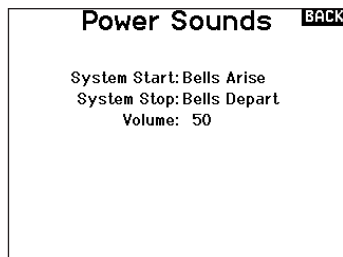 Power Sounds BACK
System Start: Bells Arise
System Stop: Bells Depart
Volume: 50